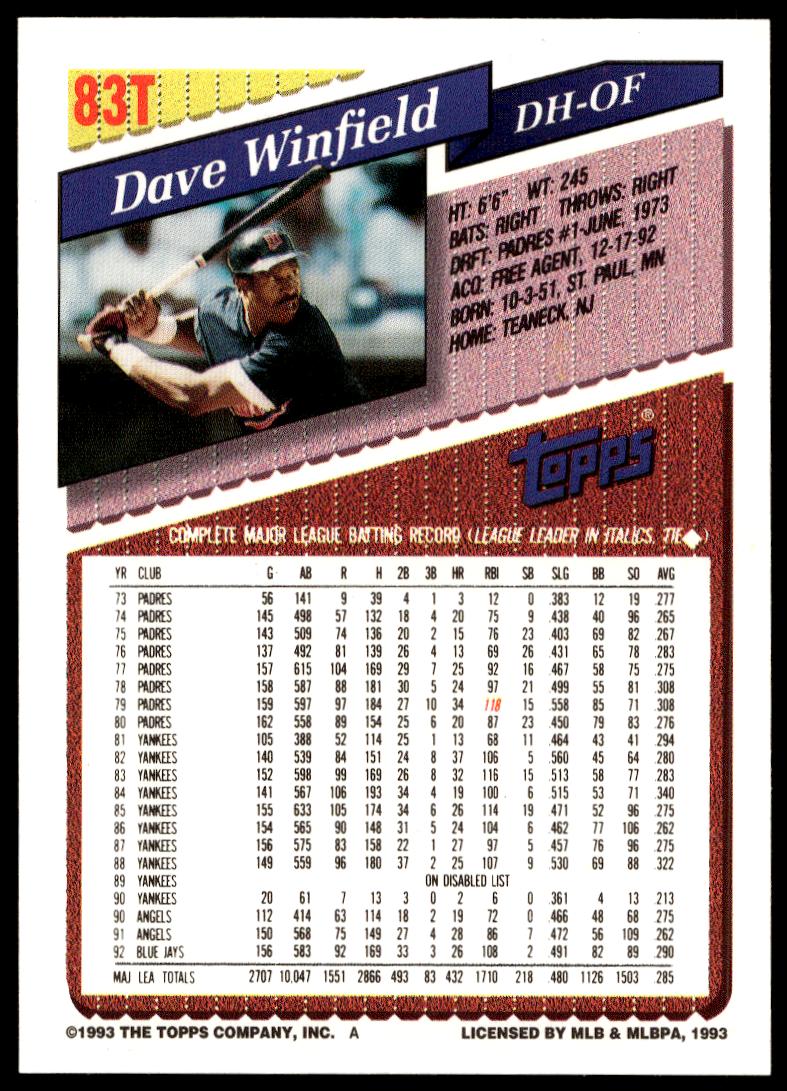 83T
Dave Winfield
DH-OF
HT: 6'6" WT: 245
BATS: RIGHT THROWS: RIGHT
DRFT: PADRES #1-JUNE, 1973
ACQ: FREE AGENT, 12-17-92
BORN: 10-3-51, ST. PAUL, MN
HOME: TEANECK, NJ
TOPPS®
COMPLETE MAJOR LEAGUE BATTING RECORD (LEAGUE LEADER IN ITALICS, TIE◆)
YR CLUB G AB R H 2B 3B HR RBI SB SLG BB SO AVG
73 PADRES 56 141 9 39 4 1 3 12 0 .383 12 19 .277
74 PADRES 145 498 57 132 18 4 20 75 9 .438 40 96 .265
75 PADRES 143 509 74 136 20 2 15 76 23 .403 69 82 .267
76 PADRES 137 492 81 139 26 4 13 69 26 .431 65 78 .283
77 PADRES 157 615 104 169 29 7 25 92 16 .467 58 75 .275
78 PADRES 158 587 88 181 30 5 24 97 21 .499 55 81 .308
79 PADRES 159 597 97 184 27 10 34 118 15 .558 85 71 .308
80 PADRES 162 558 89 154 25 6 20 87 23 .450 79 83 .276
81 YANKEES 105 388 52 114 25 1 13 68 11 .464 43 41 .294
82 YANKEES 140 539 84 151 24 8 37 106 5 .560 45 64 .280
83 YANKEES 152 598 99 169 26 8 32 116 15 .513 58 77 .283
84 YANKEES 141 567 106 193 34 4 19 100 6 .515 53 71 .340
85 YANKEES 155 633 105 174 34 6 26 114 19 .471 52 96 .275
86 YANKEES 154 565 90 148 31 5 24 104 6 .462 77 106 .262
87 YANKEES 156 575 83 158 22 1 27 97 5 .457 76 96 .275
88 YANKEES 149 559 96 180 37 2 25 107 9 .530 69 88 .322
89 YANKEES ON DISABLED LIST
90 YANKEES 20 61 7 13 3 0 2 6 0 .361 4 13 .213
90 ANGELS 112 414 63 114 18 2 19 72 0 .466 48 68 .275
91 ANGELS 150 568 75 149 27 4 28 86 7 .472 56 109 .262
92 BLUE JAYS 156 583 92 169 33 3 26 108 2 .491 82 89 .290
MAJ LEA TOTALS 2707 10,047 1551 2866 493 83 432 1710 218 .480 1126 1503 .285
©1993 THE TOPPS COMPANY, INC. A LICENSED BY MLB & MLBPA, 1993